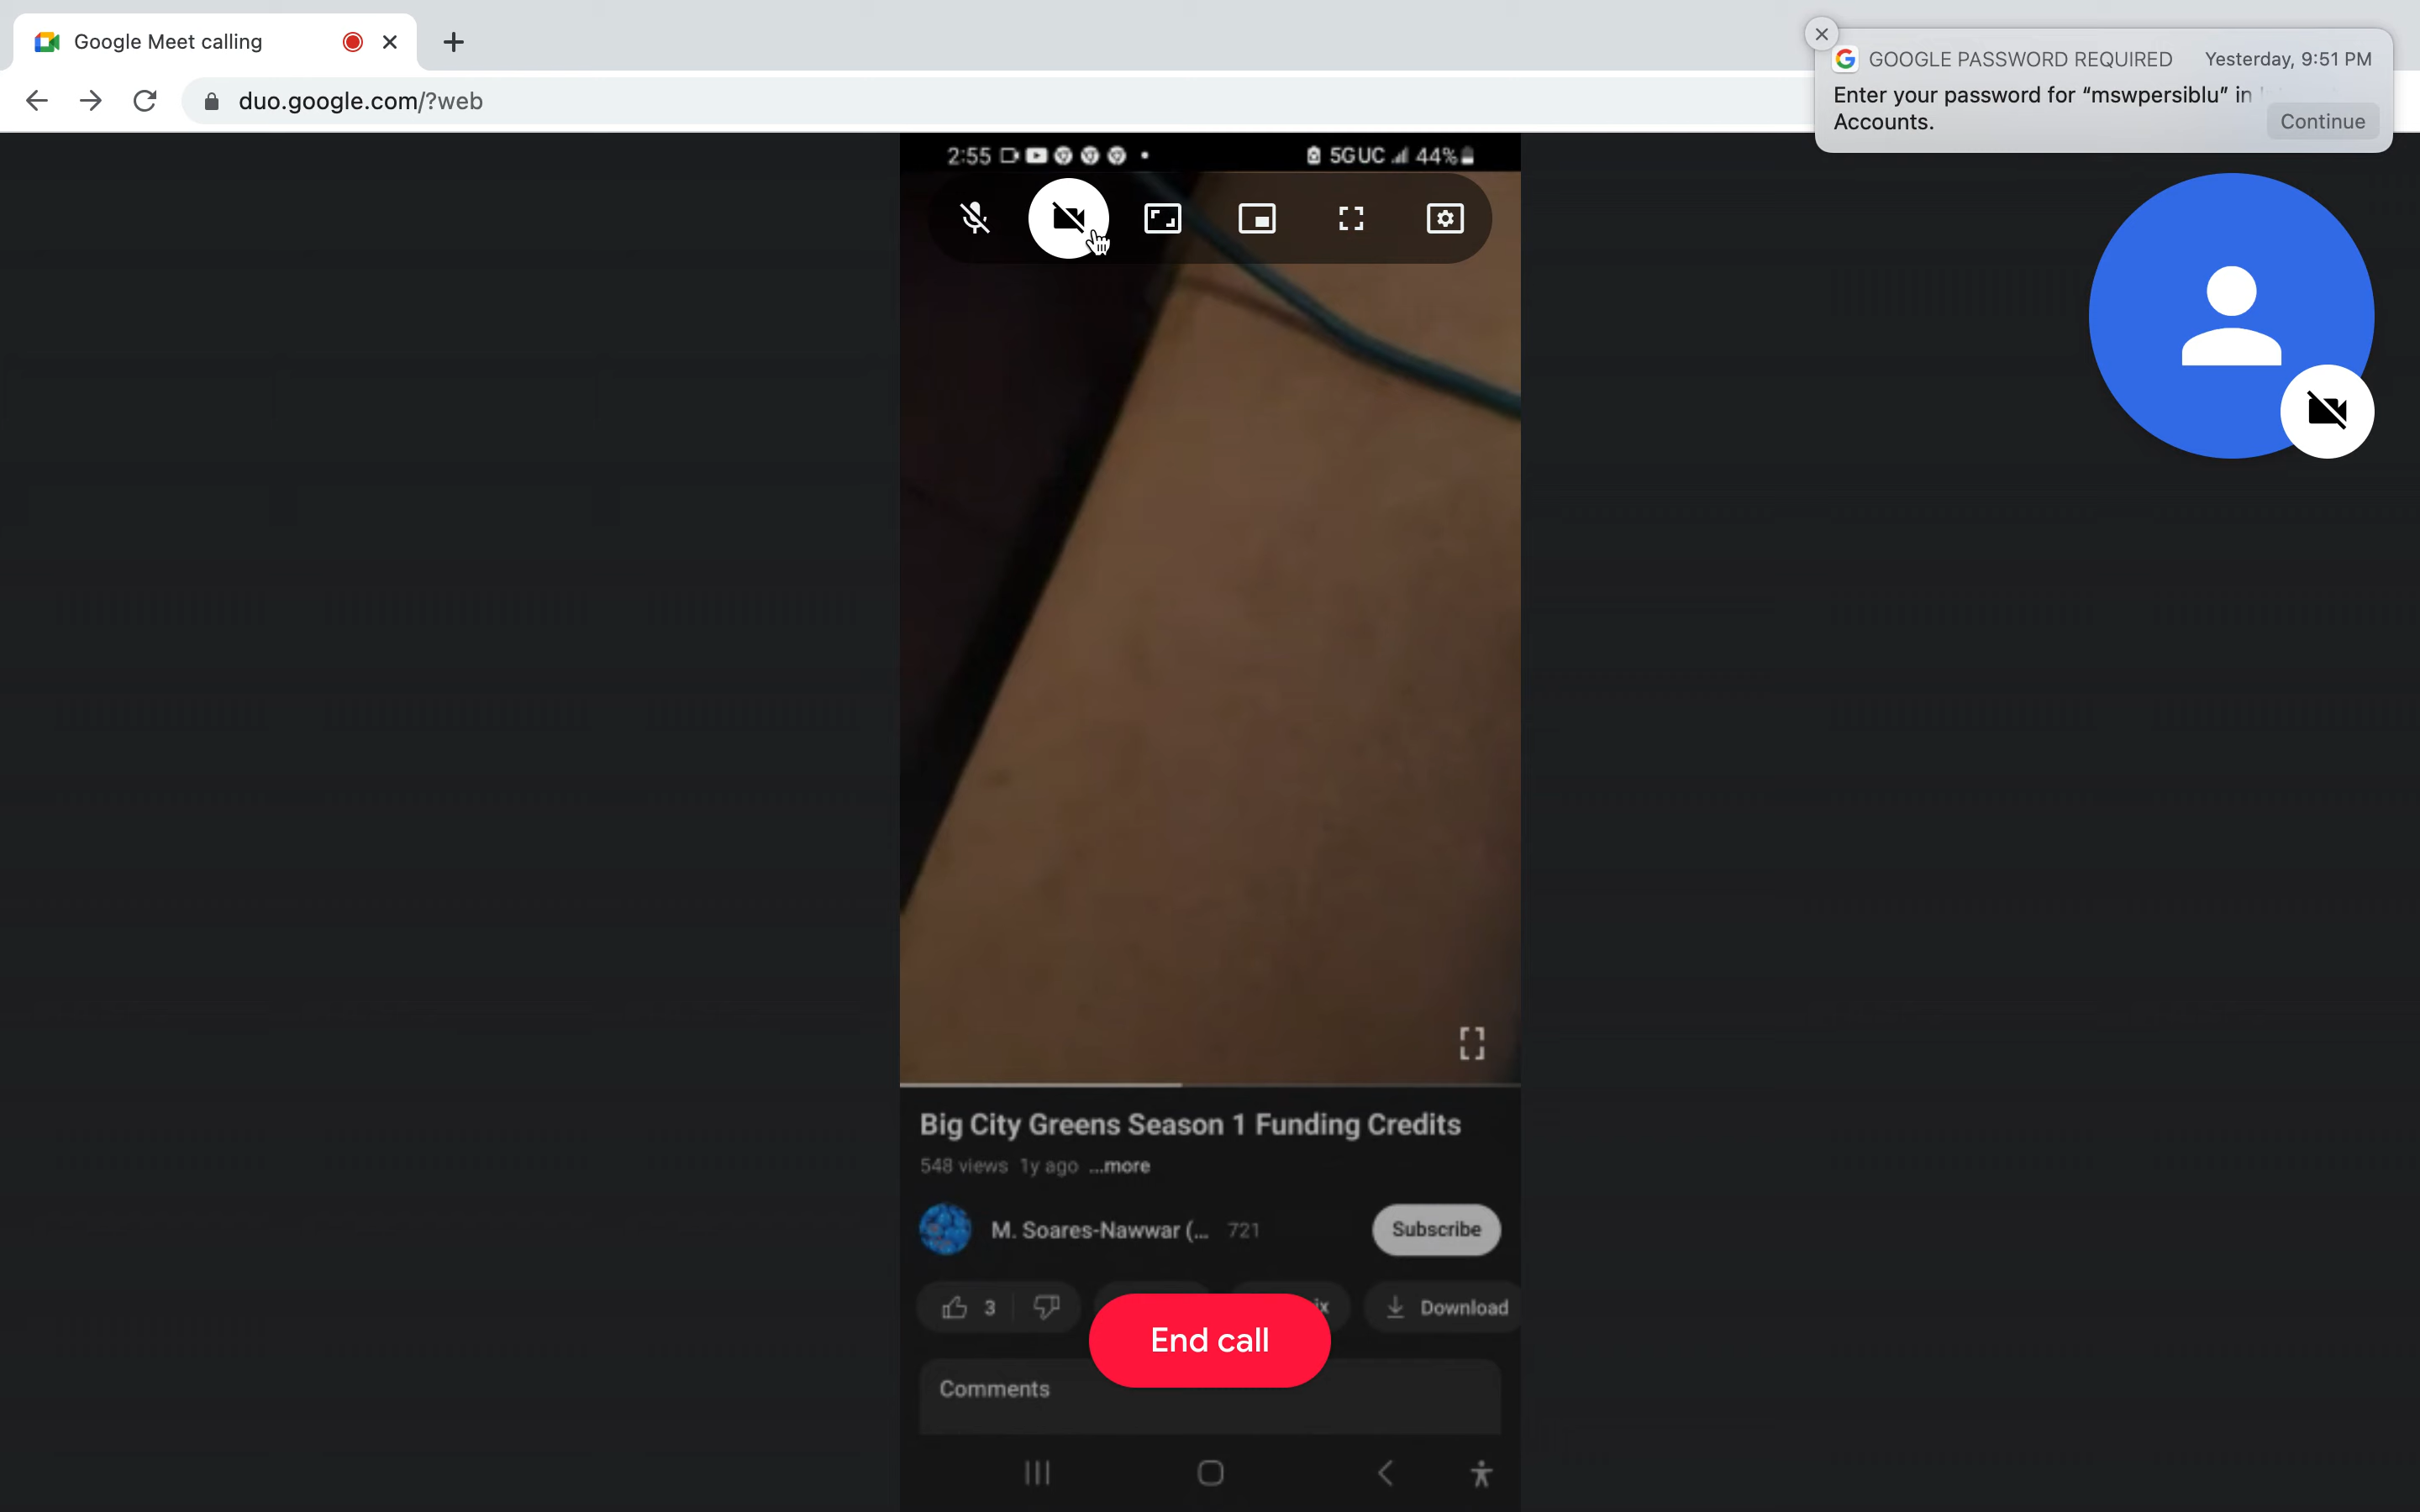 Google Meet calling
duo.google.com/?web
GOOGLE PASSWORD REQUIRED Yesterday, 9:51 PM
Enter your password for “mswpersiblu” in
Accounts.
Continue
2:55 5GUC 44%
Big City Greens Season 1 Funding Credits
548 views 1y ago ...more
M. Soares-Nawwar (... 721
Subscribe
3 Download
End call
Comments